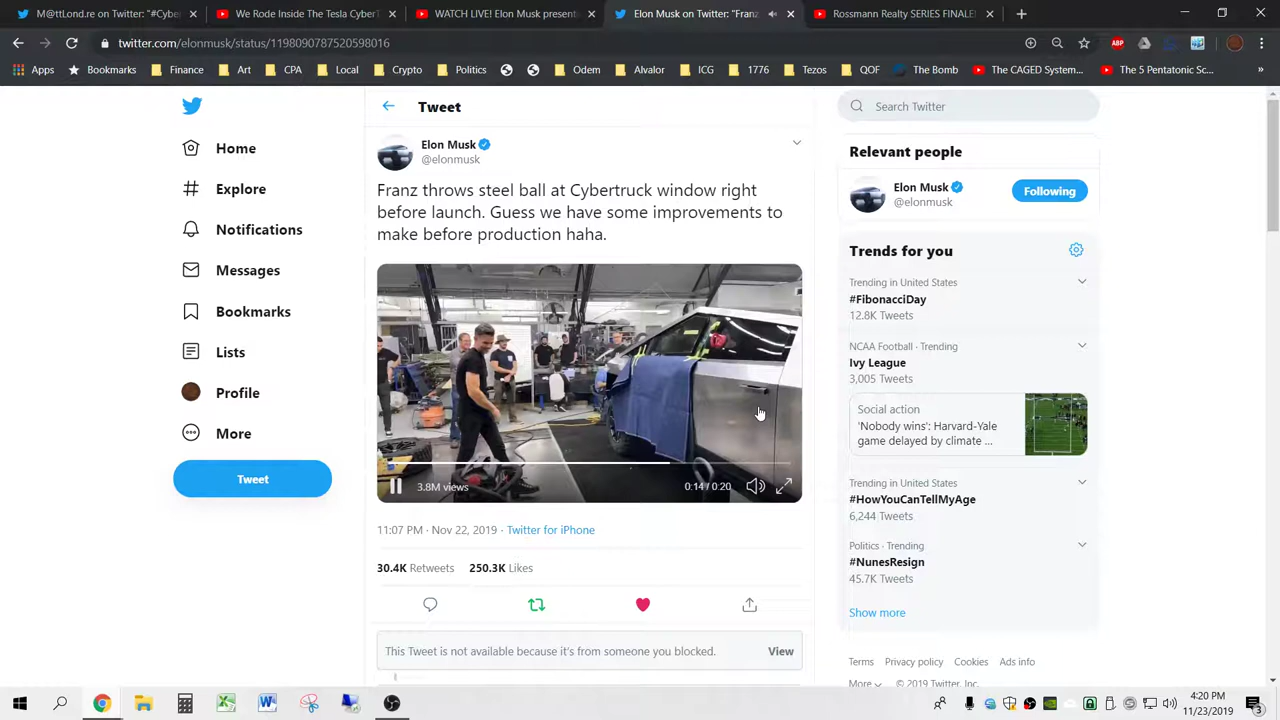 M@ttLond.ro on Twitter: "#Cyber
We Rode Inside The Tesla CyberT
WATCH LIVE! Elon Musk present
Elon Musk on Twitter: "Franz
Rossmann Realty SERIES FINALE!
twitter.com/elonmusk/status/1198090787520598016
ABP
Apps
Bookmarks
Finance
Art
CPA
Local
Crypto
Politics
Odem
Alvalor
ICG
1776
Tezos
QOF
The Bomb
The CAGED System...
The 5 Pentatonic Sc...
»
Home
Explore
Notifications
Messages
Bookmarks
Lists
Profile
More
Tweet
Tweet
Elon Musk
@elonmusk
Franz throws steel ball at Cybertruck window right
before launch. Guess we have some improvements to
make before production haha.
3.8M views
0:14 / 0:20
11:07 PM · Nov 22, 2019 · Twitter for iPhone
30.4K Retweets 250.3K Likes
This Tweet is not available because it's from someone you blocked.
View
Search Twitter
Relevant people
Elon Musk
@elonmusk
Following
Trends for you
Trending in United States
#FibonacciDay
12.8K Tweets
NCAA Football · Trending
Ivy League
3,005 Tweets
Social action
'Nobody wins': Harvard-Yale
game delayed by climate ...
Trending in United States
#HowYouCanTellMyAge
6,244 Tweets
Politics · Trending
#NunesResign
45.7K Tweets
Show more
Terms Privacy policy Cookies Ads info
More © 2019 Twitter, Inc.
4:20 PM
11/23/2019
3